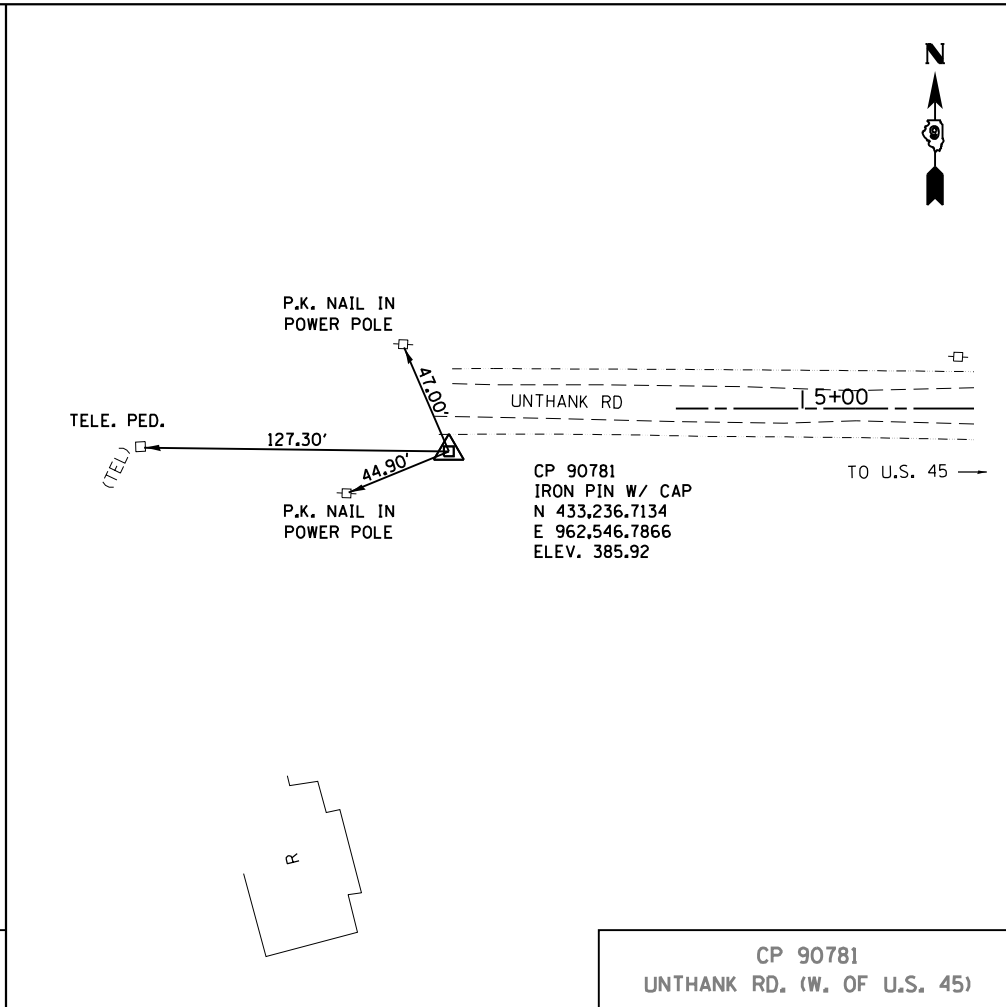 N
9
P.K. NAIL IN
POWER POLE
47.00'
UNTHANK RD
5+00
TELE. PED.
(TEL)
127.30'
44.90'
P.K. NAIL IN
POWER POLE
CP 90781
IRON PIN W/ CAP
N 433,236.7134
E 962,546.7866
ELEV. 385.92
TO U.S. 45
R
CP 90781
UNTHANK RD. (W. OF U.S. 45)